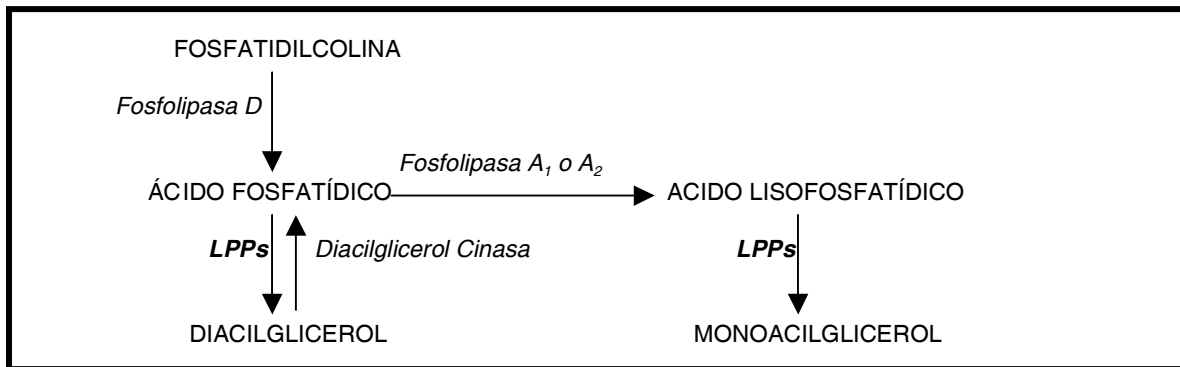 FOSFATIDILCOLINA
Fosfolipasa D
Fosfolipasa A1 o A2
ÁCIDO FOSFATÍDICO
ACIDO LISOFOSFATÍDICO
LPPs
Diacilglicerol Cinasa
LPPs
DIACILGLICEROL
MONOACILGLICEROL